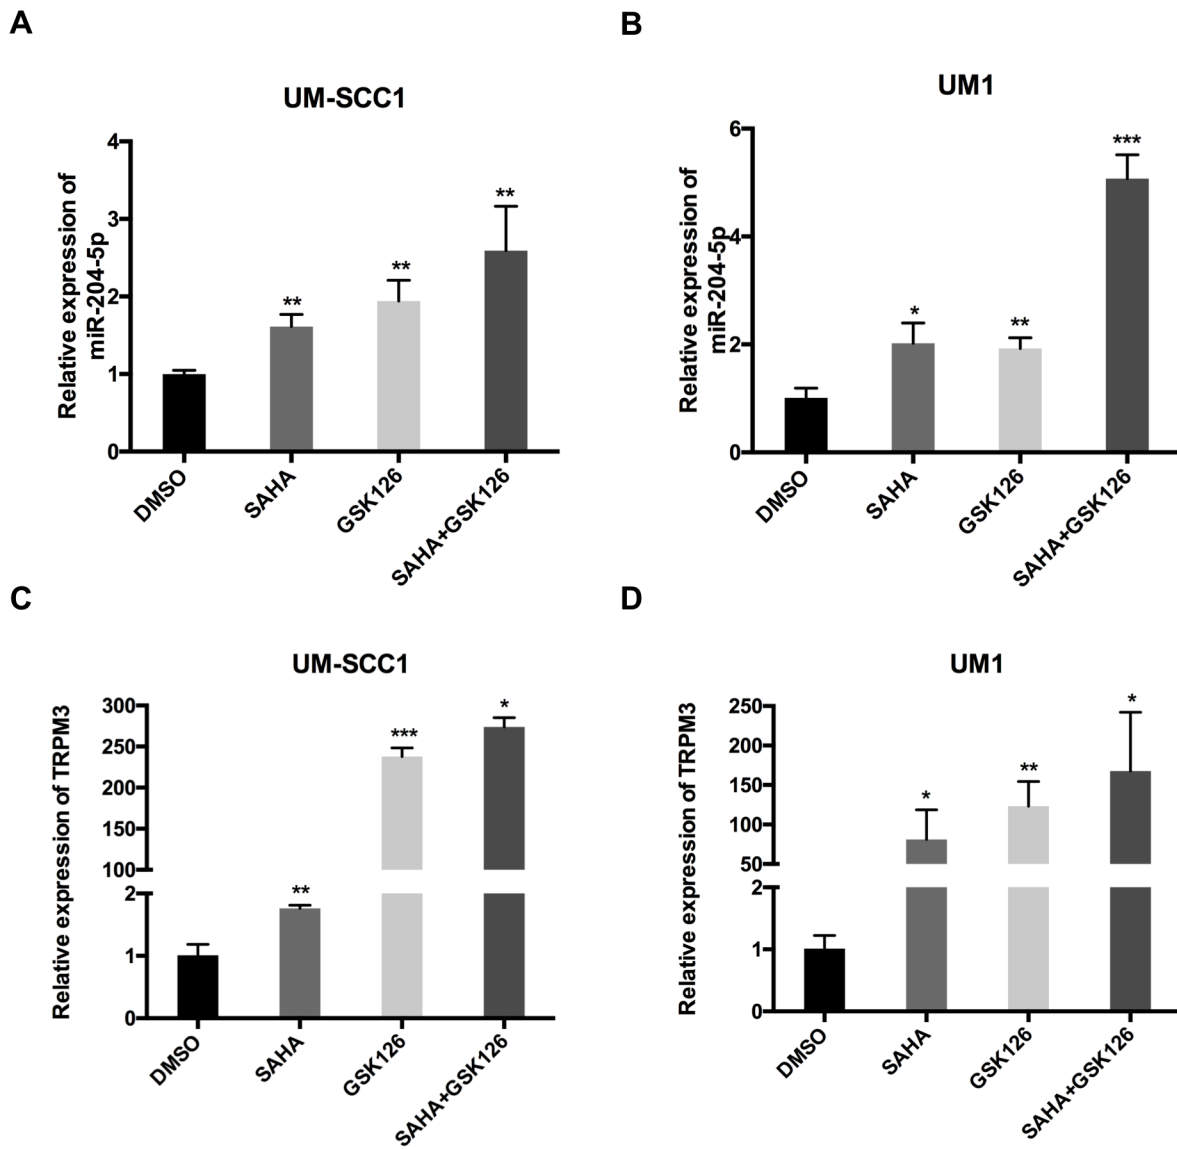 A
UM-SCC1
Relative expression of
miR-204-5p
4
3
2
1
0
**
**
**
DMSO
SAHA
GSK126
SAHA+GSK126
B
UM1
Relative expression of
miR-204-5p
6
4
2
0
*
**
***
DMSO
SAHA
GSK126
SAHA+GSK126
C
UM-SCC1
Relative expression of TRPM3
300
250
200
150
100
2
1
0
**
***
*
DMSO
SAHA
GSK126
SAHA+GSK126
D
UM1
Relative expression of TRPM3
250
200
150
100
50
2
1
0
*
**
*
DMSO
SAHA
GSK126
SAHA+GSK126